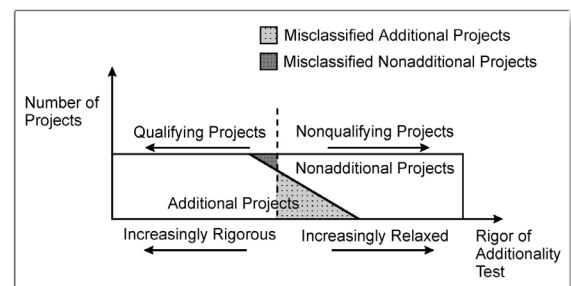 Misclassified Additional Projects
Misclassified Nonadditional Projects
Number of
Projects
Qualifying Projects
Nonqualifying Projects
Nonadditional Projects
Additional Projects
Increasingly Rigorous
Increasingly Relaxed
Rigor of
Additionality
Test